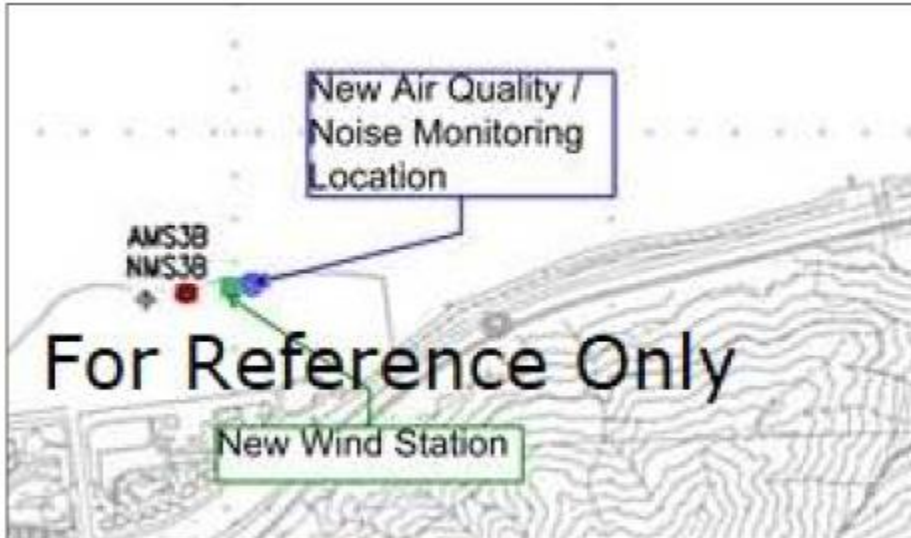 New Air Quality /
Noise Monitoring
Location
AMS3B
NMS3B
For Reference Only
New Wind Station